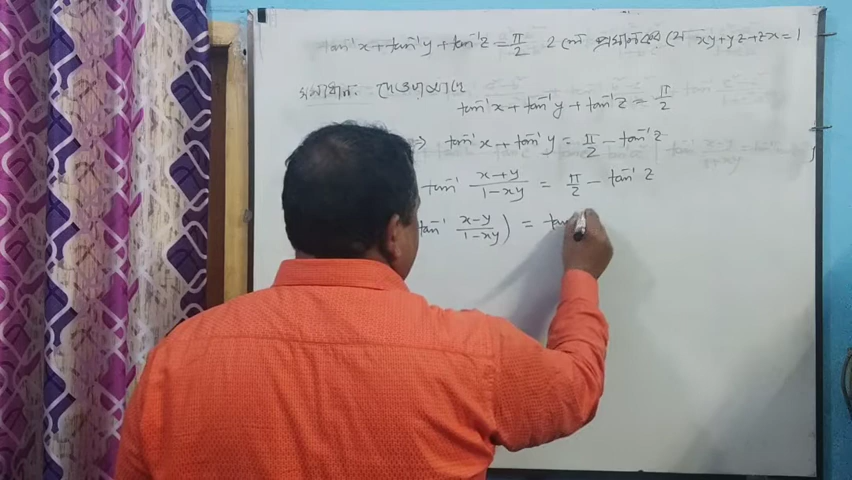 tan⁻¹x + tan⁻¹y + tan⁻¹z = π/2 হলে প্রমাণ কর যে xy+yz+zx=1
সমাধান: দেওয়া আছে
tan⁻¹x + tan⁻¹y + tan⁻¹z = π/2
⇒ tan⁻¹x + tan⁻¹y = π/2 - tan⁻¹z
tan⁻¹ x+y/1-xy = π/2 - tan⁻¹z
tan⁻¹ x-y/1-xy) = tan